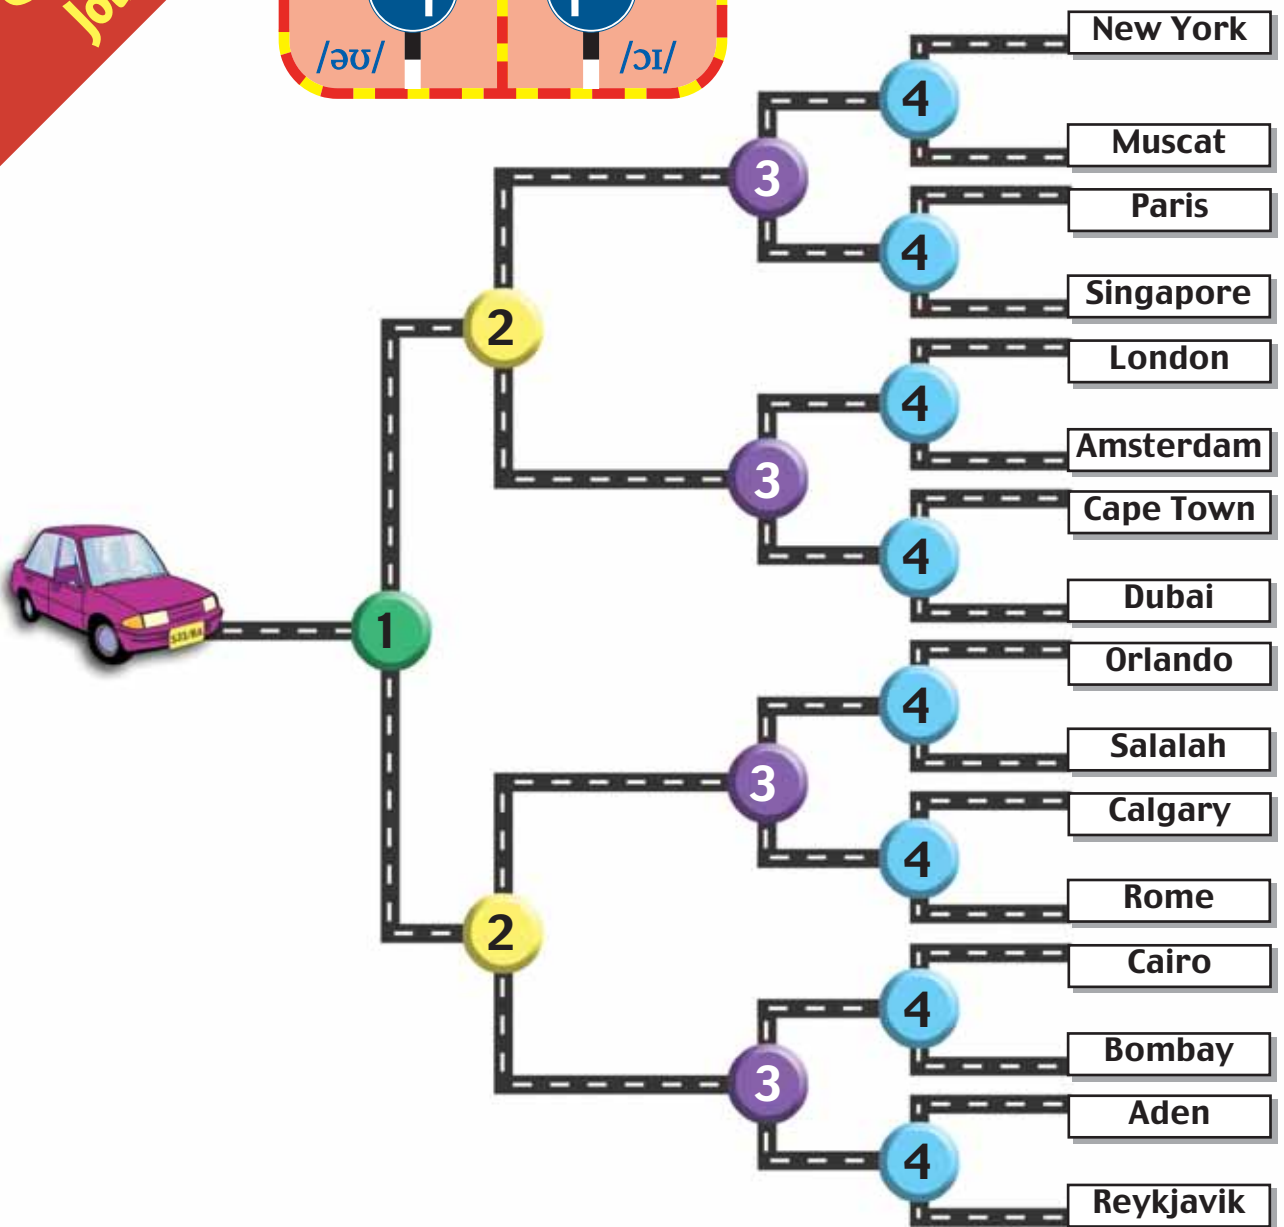 /əʊ/
/ɔɪ/
New York
4
Muscat
3
Paris
4
Singapore
2
London
4
Amsterdam
3
Cape Town
4
Dubai
1
Orlando
4
Salalah
3
Calgary
4
Rome
2
Cairo
4
Bombay
3
Aden
4
Reykjavik